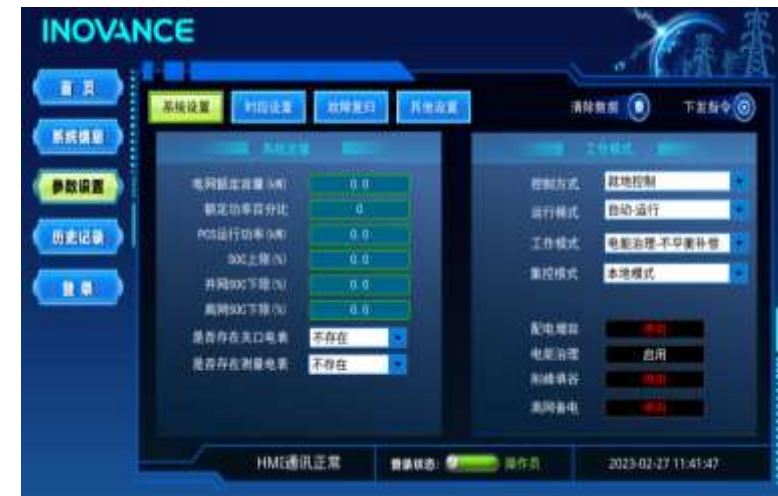 INOVANCE
首 页
系统信息
参数设置
历史记录
登 录
系统设置
时段设置
故障复归
其他设置
清除数据
下发指令
系统定值
电网额定容量(kW) 0.0
额定功率百分比 0
PCS运行功率(kW) 0.0
SOC上限(%) 0.0
并网SOC下限(%) 0.0
离网SOC下限(%) 0.0
是否存在关口电表 不存在
是否存在测量电表 不存在
工作模式
控制方式 就地控制
运行模式 自动-运行
工作模式 电能治理-不平衡补偿
集控模式 本地模式
配电增容
电能治理 启用
削峰填谷
离网备电
HMI通讯正常
登录状态:
操作员
2023-02-27 11:41:47